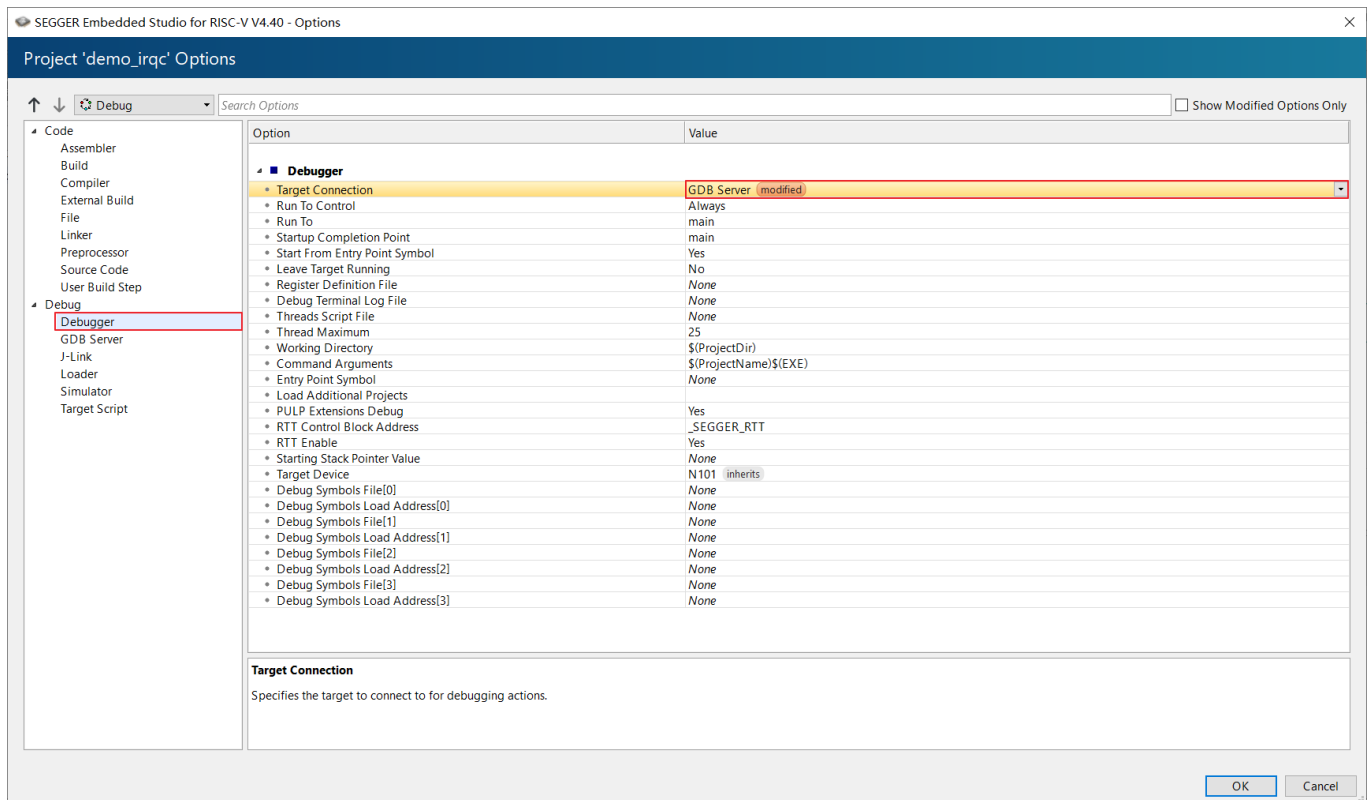 SEGGER Embedded Studio for RISC-V V4.40 - Options
Project 'demo_irqc' Options
Debug
Search Options
Show Modified Options Only
Code
Assembler
Build
Compiler
External Build
File
Linker
Preprocessor
Source Code
User Build Step
Debug
Debugger
GDB Server
J-Link
Loader
Simulator
Target Script
Option Value
Debugger
Target Connection GDB Server modified
Run To Control Always
Run To main
Startup Completion Point main
Start From Entry Point Symbol Yes
Leave Target Running No
Register Definition File None
Debug Terminal Log File None
Threads Script File None
Thread Maximum 25
Working Directory $(ProjectDir)
Command Arguments $(ProjectName)$(EXE)
Entry Point Symbol None
Load Additional Projects
PULP Extensions Debug Yes
RTT Control Block Address _SEGGER_RTT
RTT Enable Yes
Starting Stack Pointer Value None
Target Device N101 inherits
Debug Symbols File[0] None
Debug Symbols Load Address[0] None
Debug Symbols File[1] None
Debug Symbols Load Address[1] None
Debug Symbols File[2] None
Debug Symbols Load Address[2] None
Debug Symbols File[3] None
Debug Symbols Load Address[3] None
Target Connection
Specifies the target to connect to for debugging actions.
OK Cancel